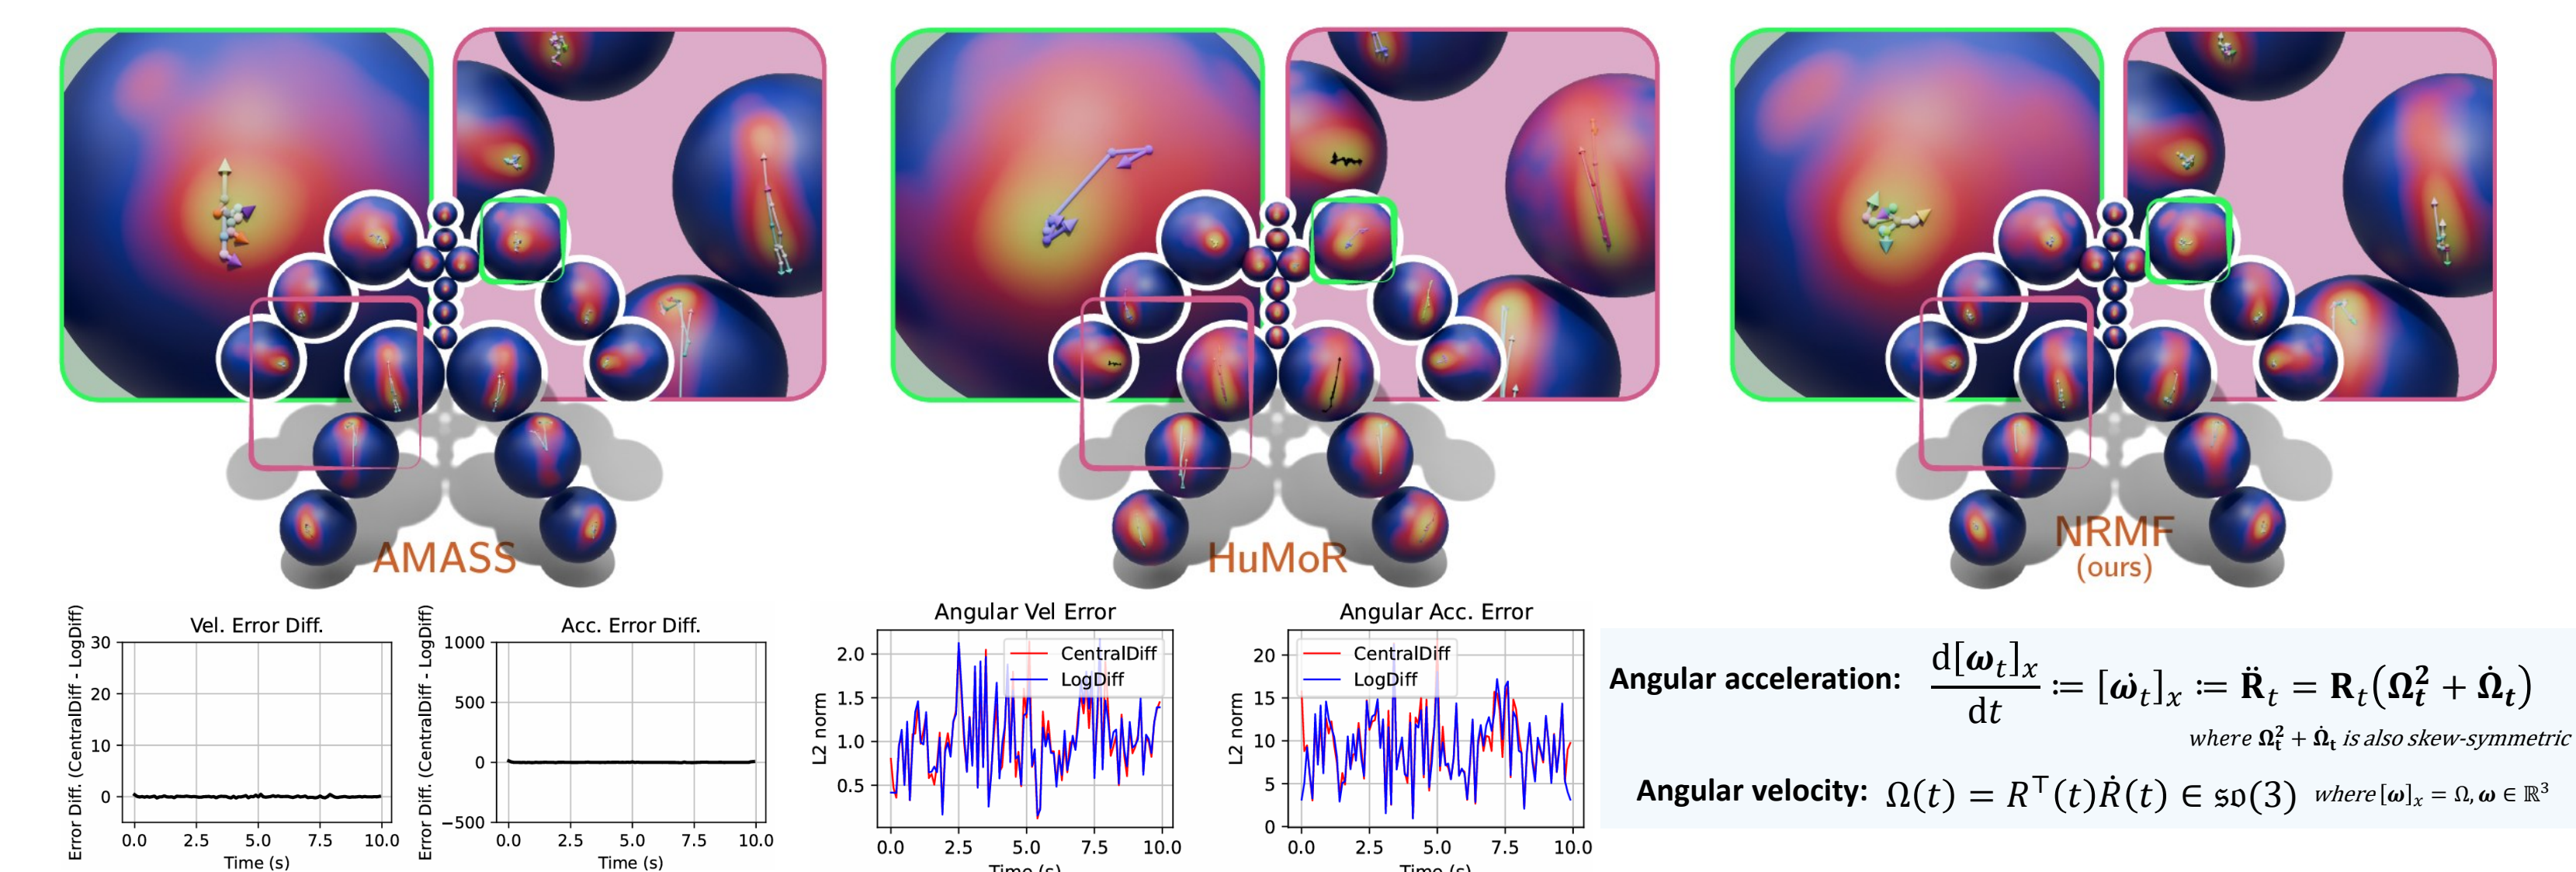 AMASS
HuMoR
NRMF
(ours)
Vel. Error Diff.
Error Diff. (CentralDiff - LogDiff)
30
20
10
0
0.0 2.5 5.0 7.5 10.0
Time (s)
Acc. Error Diff.
Error Diff. (CentralDiff - LogDiff)
1000
500
0
−500
0.0 2.5 5.0 7.5 10.0
Time (s)
Angular Vel Error
CentralDiff
LogDiff
L2 norm
2.0
1.5
1.0
0.5
0.0 2.5 5.0 7.5 10.0
Time (s)
Angular Acc. Error
CentralDiff
LogDiff
L2 norm
20
15
10
5
0
0.0 2.5 5.0 7.5 10.0
Time (s)
Angular acceleration: d[ω_t]_x / dt ≔ [ω̇_t]_x ≔ R̈_t = R_t(Ω_t^2 + Ω̇_t)
where Ω_t^2 + Ω̇_t is also skew-symmetric
Angular velocity: Ω(t) = R^⊤(t)Ṙ(t) ∈ 𝔰𝔬(3) where [ω]_x = Ω, ω ∈ ℝ^3